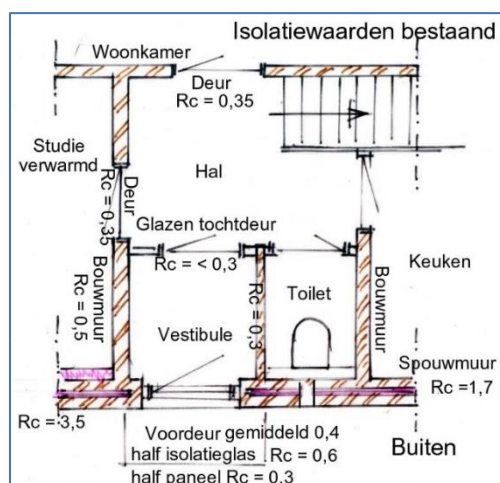 Isolatiewaarden bestaand
Woonkamer
Deur
Rc = 0,35
Studie
verwarmd
Deur
Rc = 0,35
Hal
Glazen tochtdeur
Rc = < 0,3
Bouwmuur
Rc = 0,5
Rc = 0,3
Toilet
Bouwmuur
Keuken
Vestibule
Spouwmuur
Rc =1,7
Rc = 3,5
Voordeur gemiddeld 0,4
half isolatieglas Rc = 0,6
half paneel Rc = 0,3
Buiten